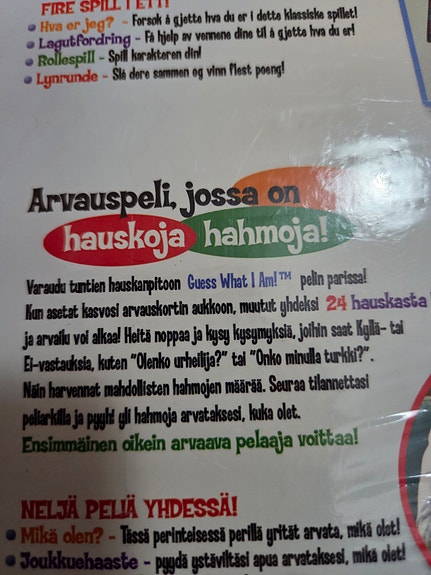 FIRE SPILL I ETT!
Hva er jeg? - Forsøk å gjette hva du er i dette klassiske spillet!
Lagutfordring - Få hjelp av vennene dine til å gjette hva du er!
Rollespill - Spill karakteren din!
Lynrunde - Slå dere sammen og vinn flest poeng!
Arvauspeli, jossa on
hauskoja hahmoja!
Varaudu tuntien hauskanpitoon Guess What I Am!™ pelin parissa!
Kun asetat kasvosi arvauskortin aukkoon, muutut yhdeksi 24 hauskasta
ja arvailu voi alkaa! Heitä noppaa ja kysy kysymyksiä, joihin saat Kyllä- tai
Ei-vastauksia, kuten "Olenko urheilija?" tai "Onko minulla turkki?".
Näin harvennat mahdollisten hahmojen määrää. Seuraa tilannettasi
peliarkilla ja pyyhi yli hahmoja arvataksesi, kuka olet.
Ensimmäinen oikein arvaava pelaaja voittaa!
NELJÄ PELIÄ YHDESSÄ!
Mikä olen? - Tässä perinteisessä perillä yrität arvata, mikä olet!
Joukkuehaaste - pyydä ystäviltäsi apua arvataksesi, mikä olet!